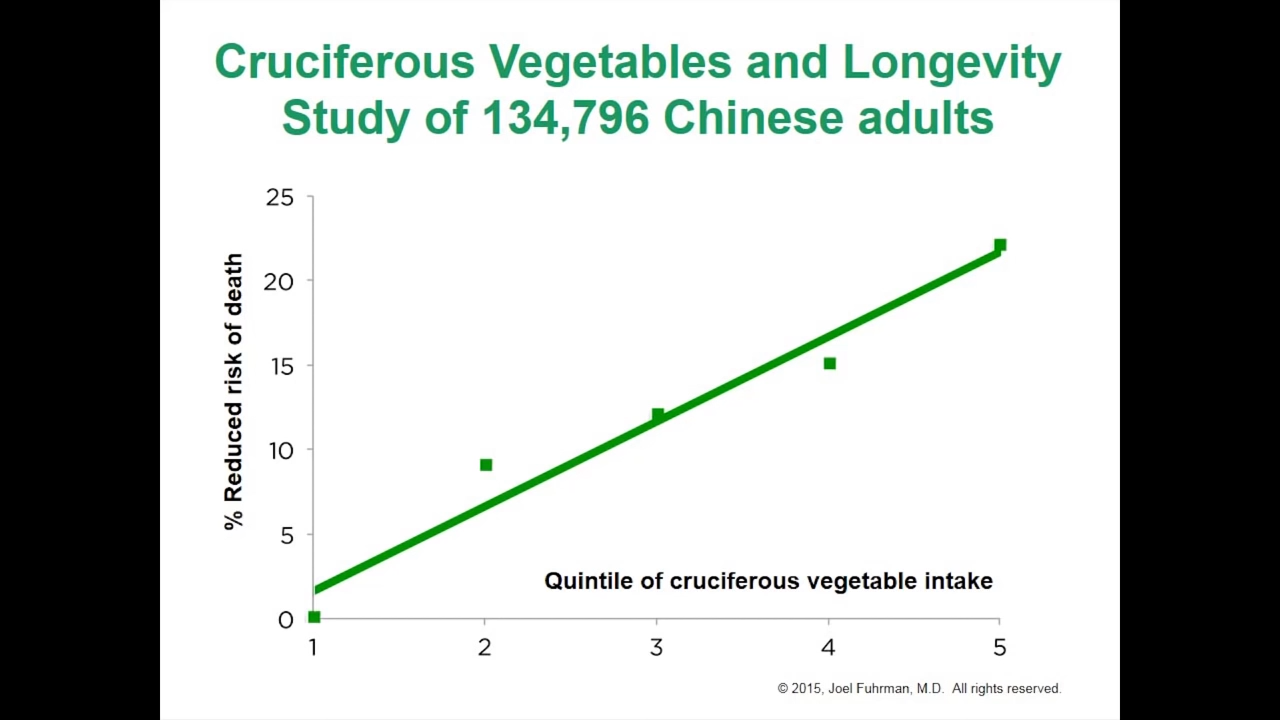 Cruciferous Vegetables and Longevity
Study of 134,796 Chinese adults
25
20
15
10
5
0
% Reduced risk of death
Quintile of cruciferous vegetable intake
1 2 3 4 5
© 2015, Joel Fuhrman, M.D. All rights reserved.